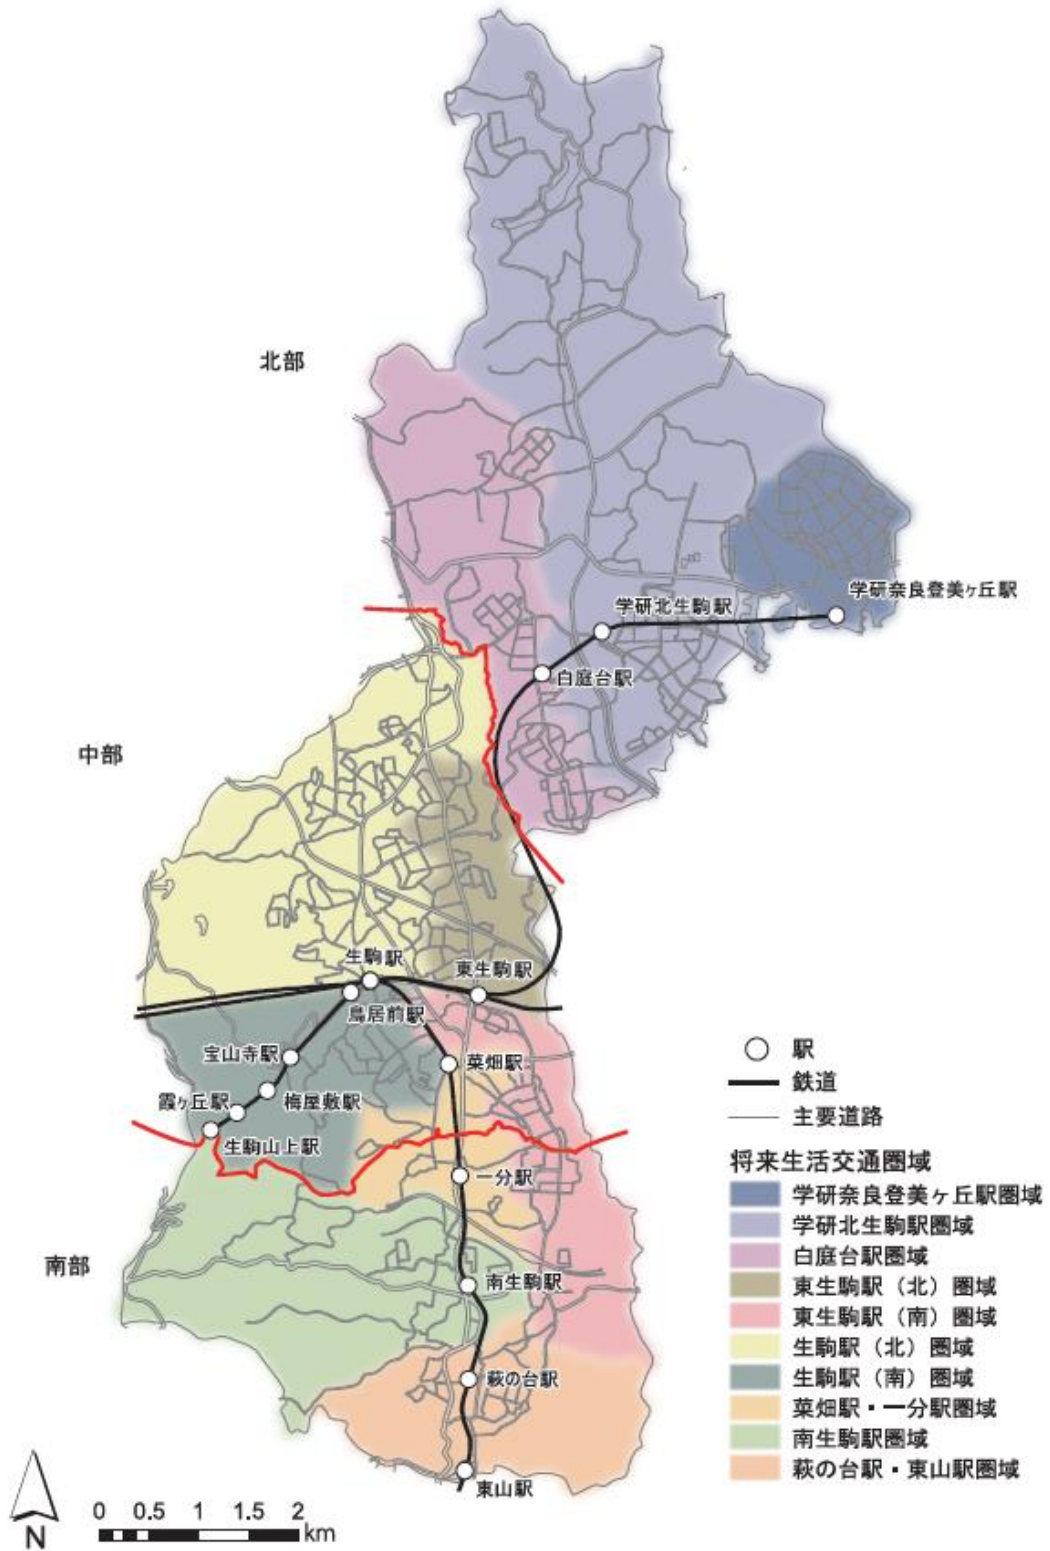 北部
学研奈良登美ヶ丘駅
学研北生駒駅
白庭台駅
中部
生駒駅
東生駒駅
鳥居前駅
宝山寺駅
菜畑駅
霞ヶ丘駅
梅屋敷駅
生駒山上駅
一分駅
南部
南生駒駅
萩の台駅
東山駅
駅
鉄道
主要道路
将来生活交通圏域
学研奈良登美ヶ丘駅圏域
学研北生駒駅圏域
白庭台駅圏域
東生駒駅（北）圏域
東生駒駅（南）圏域
生駒駅（北）圏域
生駒駅（南）圏域
菜畑駅・一分駅圏域
南生駒駅圏域
萩の台駅・東山駅圏域
N
0 0.5 1 1.5 2
km